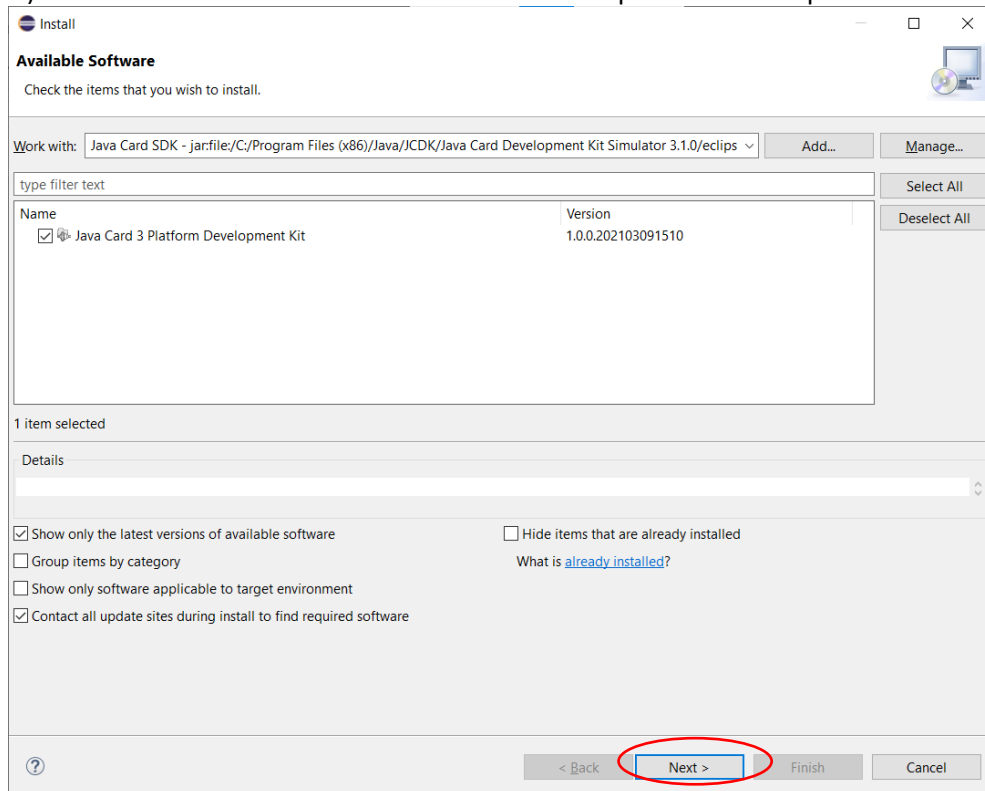 Install
Available Software
Check the items that you wish to install.
Work with: Java Card SDK - jar:file:/C:/Program Files (x86)/Java/JCDK/Java Card Development Kit Simulator 3.1.0/eclips Add... Manage...
type filter text Select All
Name Version Deselect All
Java Card 3 Platform Development Kit 1.0.0.202103091510
1 item selected
Details
Show only the latest versions of available software Hide items that are already installed
Group items by category What is already installed?
Show only software applicable to target environment
Contact all update sites during install to find required software
? < Back Next > Finish Cancel